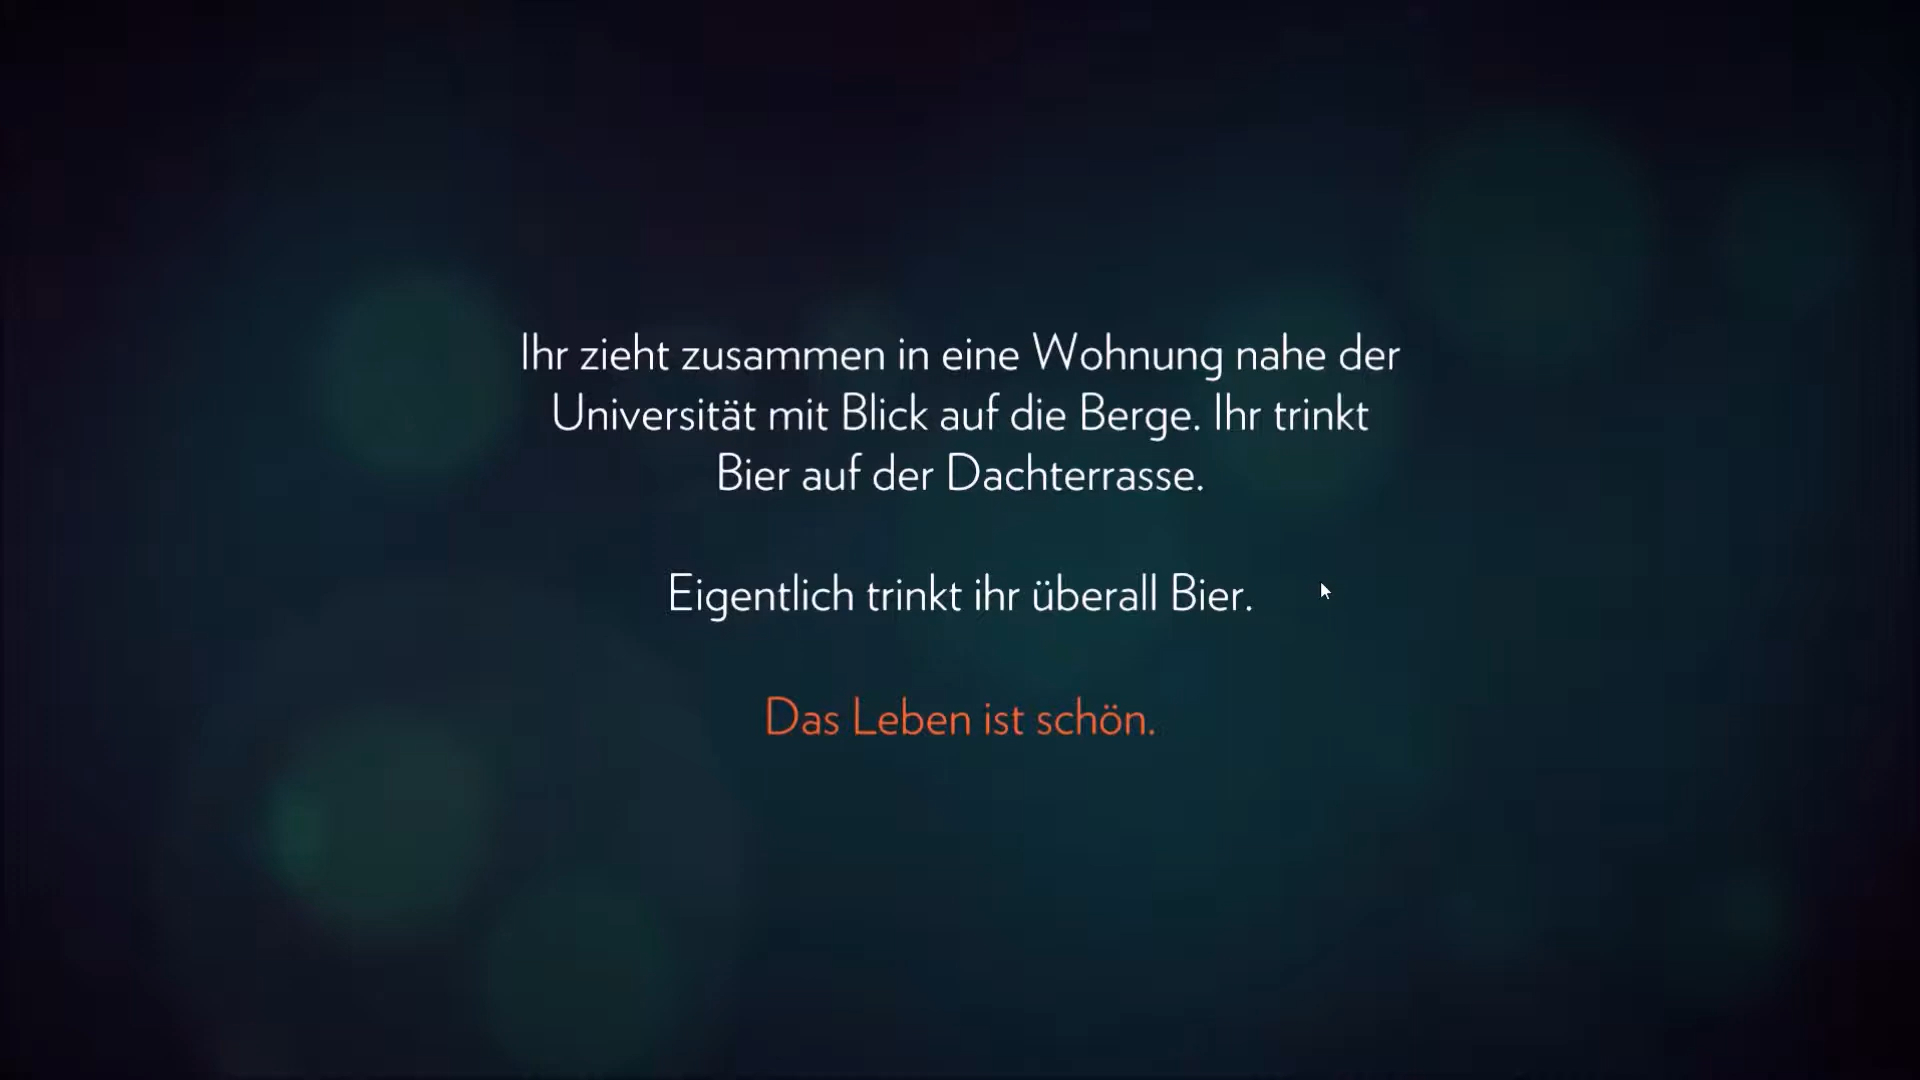 Ihr zieht zusammen in eine Wohnung nahe der
Universität mit Blick auf die Berge. Ihr trinkt
Bier auf der Dachterrasse.
Eigentlich trinkt ihr überall Bier.
Das Leben ist schön.